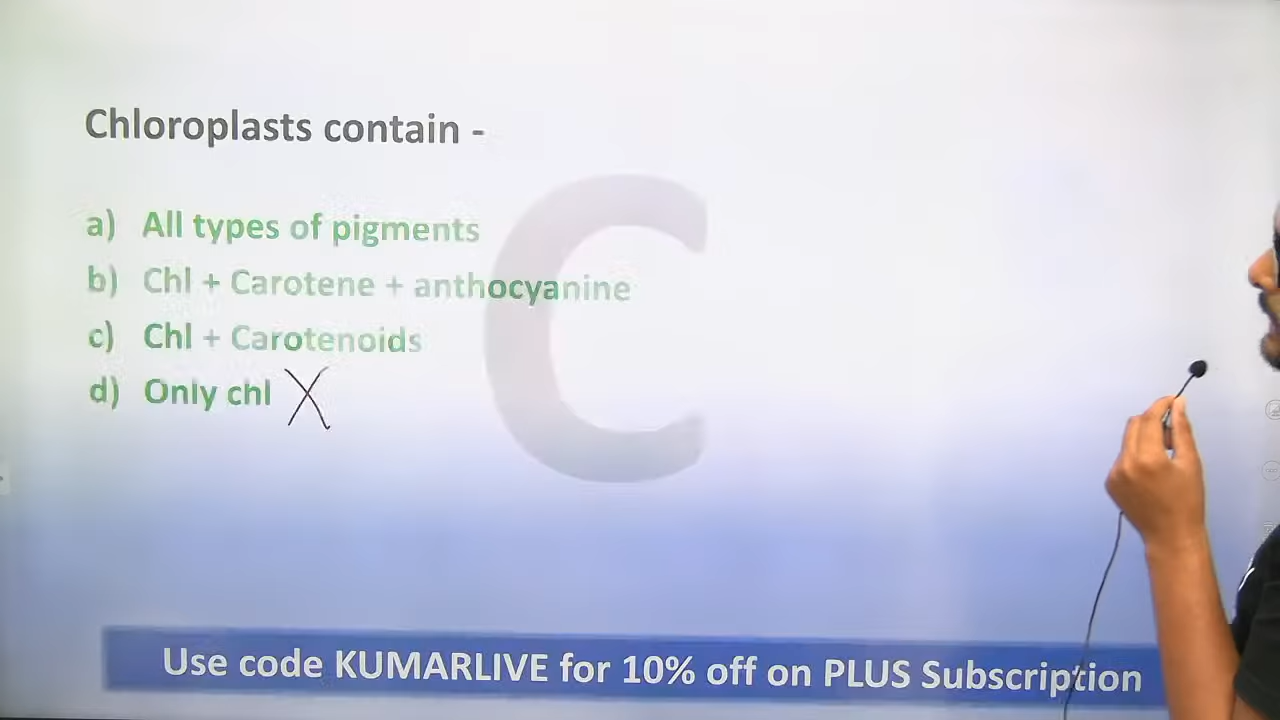 Chloroplasts contain -
a) All types of pigments
b) Chl + Carotene + anthocyanine
c) Chl + Carotenoids
d) Only chl X
C
Use code KUMARLIVE for 10% off on PLUS Subscription